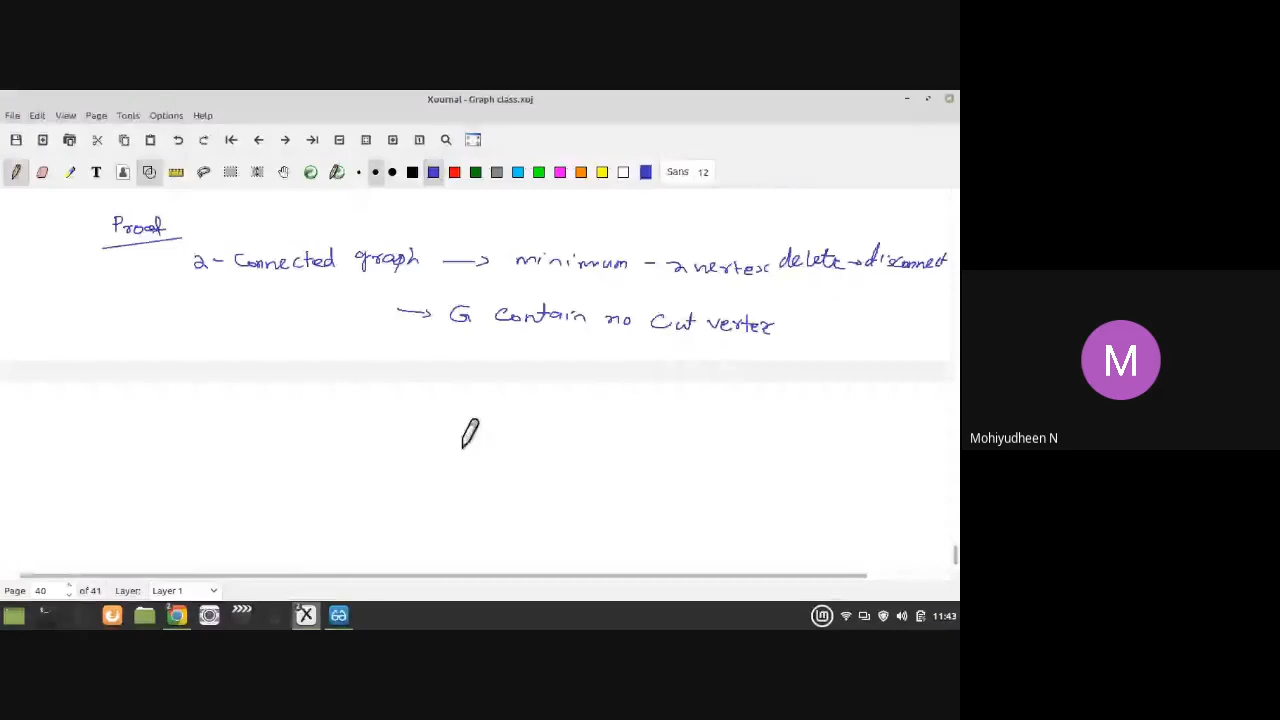 Xournal - Graph class.xoj
File Edit View Page Tools Options Help
Sans 12
Proof
2 - Connected graph → minimum - 2 vertex delete → disconnect
→ G contain no cut vertex
M
Mohiyudheen N
Page 40 of 41 Layer: Layer 1
11:43